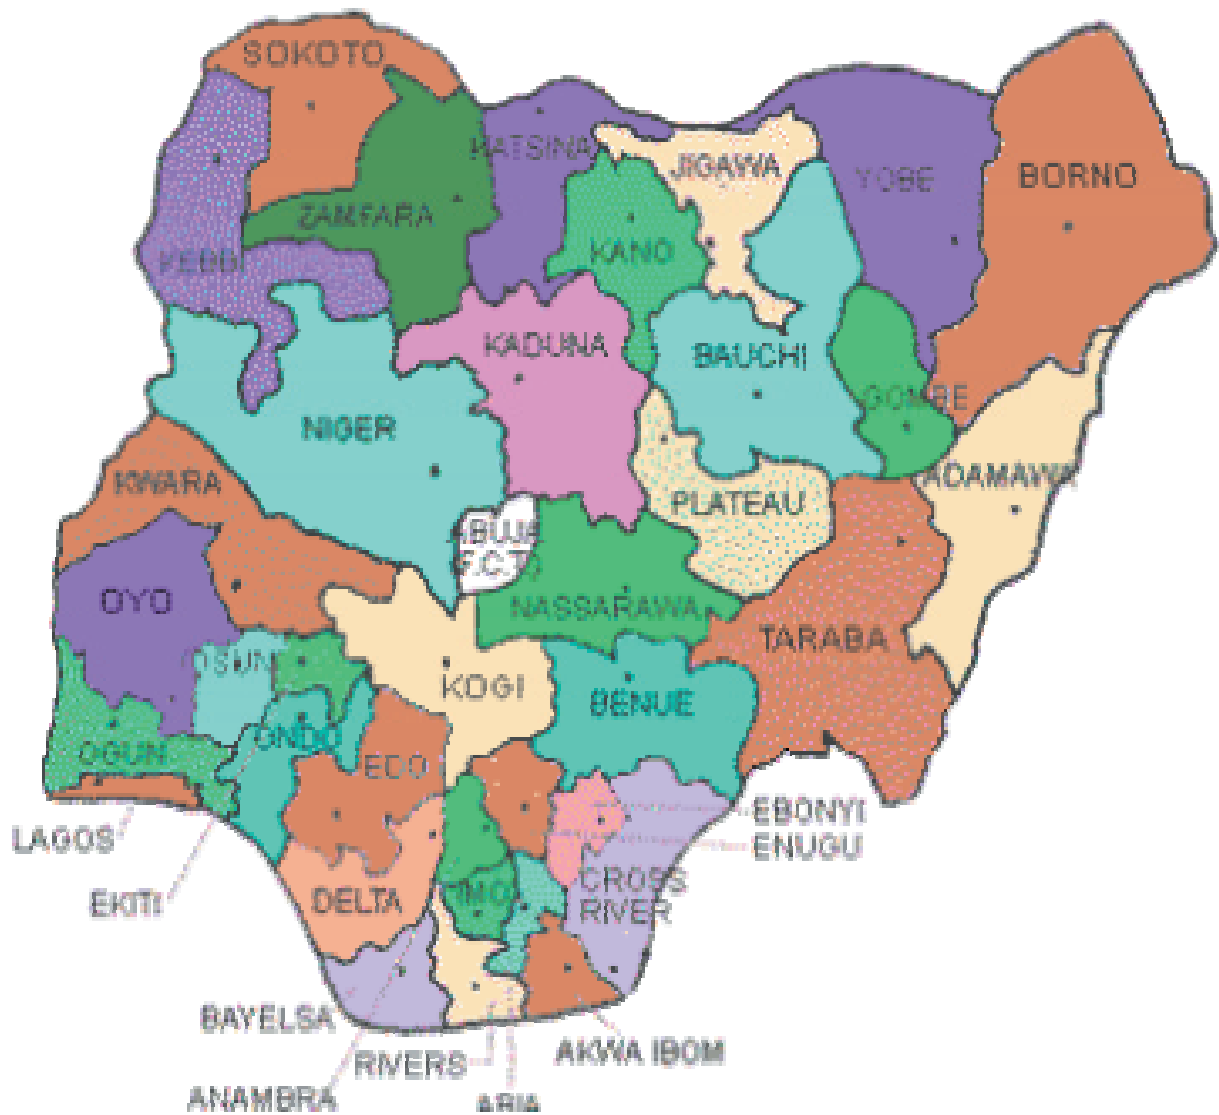 SOKOTO
KATSINA
JIGAWA
YOBE
BORNO
ZAMFARA
KEBBI
KANO
KADUNA
BAUCHI
GOMBE
NIGER
ADAMAWA
KWARA
PLATEAU
ABUJA
(F.C.T)
OYO
NASSARAWA
TARABA
OSUN
KOGI
BENUE
ONDO
OGUN
EDO
EBONYI
LAGOS
ENUGU
CROSS
RIVER
EKITI
DELTA
IMO
BAYELSA
RIVERS
AKWA IBOM
ANAMBRA
ABIA